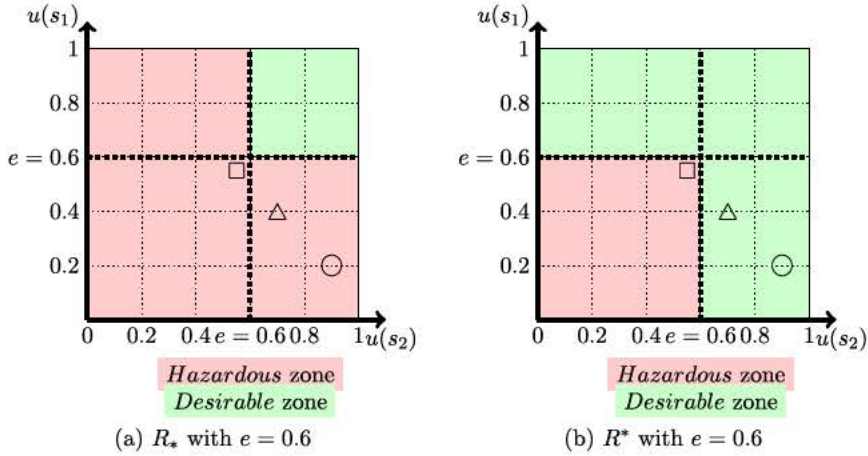 u(s₁)
1
0.8
e = 0.6
0.4
0.2
0 0.2 0.4 e = 0.6 0.8 1 u(s₂)
Hazardous zone
Desirable zone
(a) R∗ with e = 0.6
u(s₁)
1
0.8
e = 0.6
0.4
0.2
0 0.2 0.4 e = 0.6 0.8 1 u(s₂)
Hazardous zone
Desirable zone
(b) R* with e = 0.6